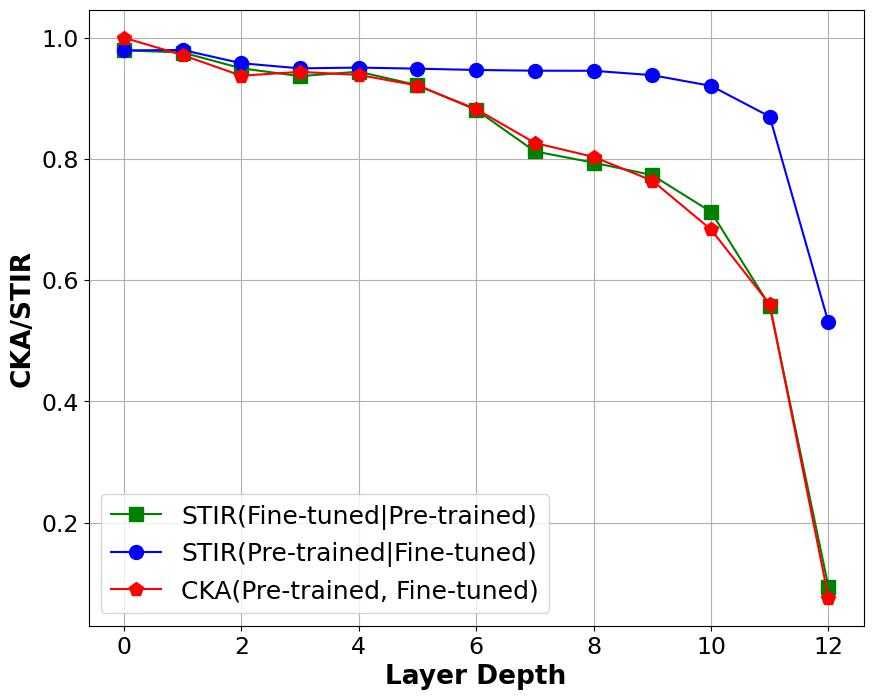 1.0
0.8
0.6
0.4
0.2
CKA/STIR
STIR(Fine-tuned|Pre-trained)
STIR(Pre-trained|Fine-tuned)
CKA(Pre-trained, Fine-tuned)
0 2 4 6 8 10 12
Layer Depth